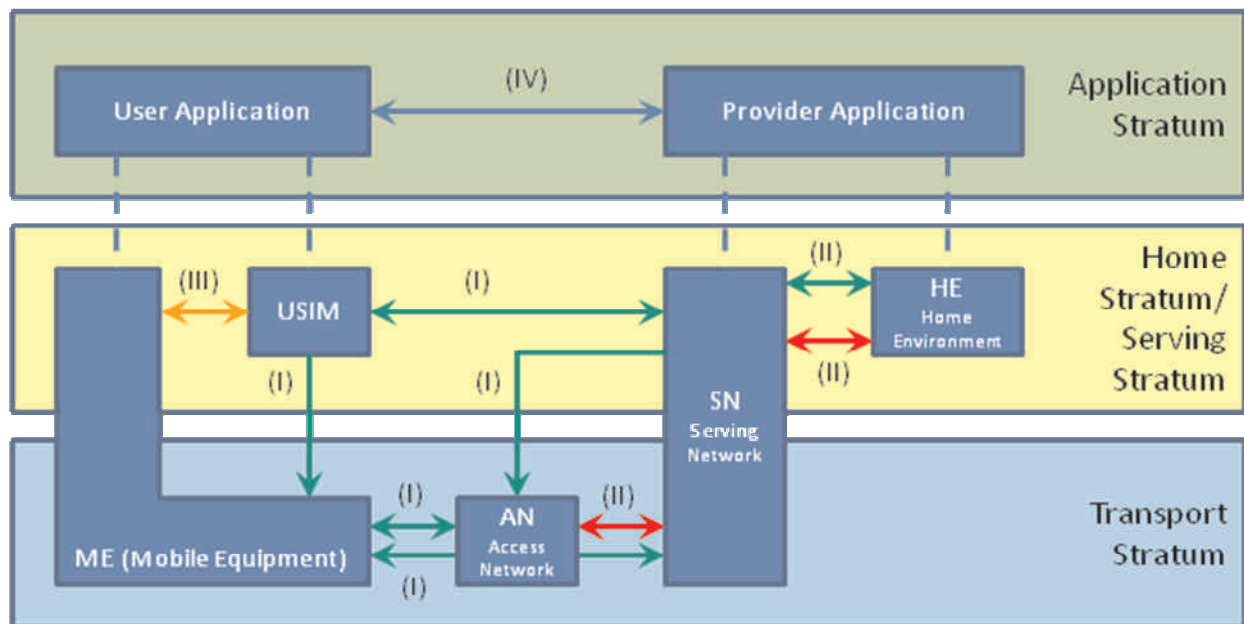 (IV)
User Application
Provider Application
Application
Stratum
(III)
USIM
(I)
(II)
HE
Home
Environment
(II)
Home
Stratum/
Serving
Stratum
(I)
(I)
SN
Serving
Network
(I)
(II)
AN
Access
Network
ME (Mobile Equipment)
(I)
Transport
Stratum